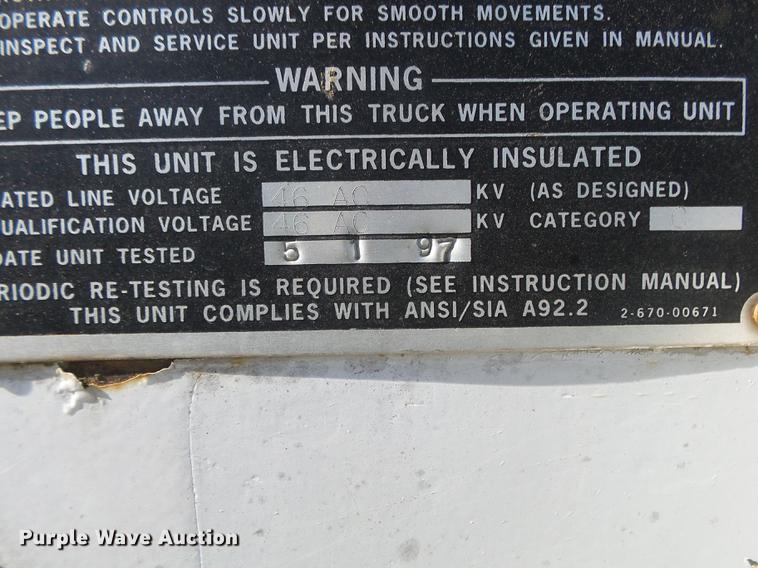 OPERATE CONTROLS SLOWLY FOR SMOOTH MOVEMENTS.
INSPECT AND SERVICE UNIT PER INSTRUCTIONS GIVEN IN MANUAL.
WARNING
EP PEOPLE AWAY FROM THIS TRUCK WHEN OPERATING UNIT
THIS UNIT IS ELECTRICALLY INSULATED
ATED LINE VOLTAGE 46 AC KV (AS DESIGNED)
UALIFICATION VOLTAGE 46 AC KV CATEGORY C
DATE UNIT TESTED 5 1 97
RIODIC RE-TESTING IS REQUIRED (SEE INSTRUCTION MANUAL)
THIS UNIT COMPLIES WITH ANSI/SIA A92.2 2-670-00671
Purple Wave Auction®